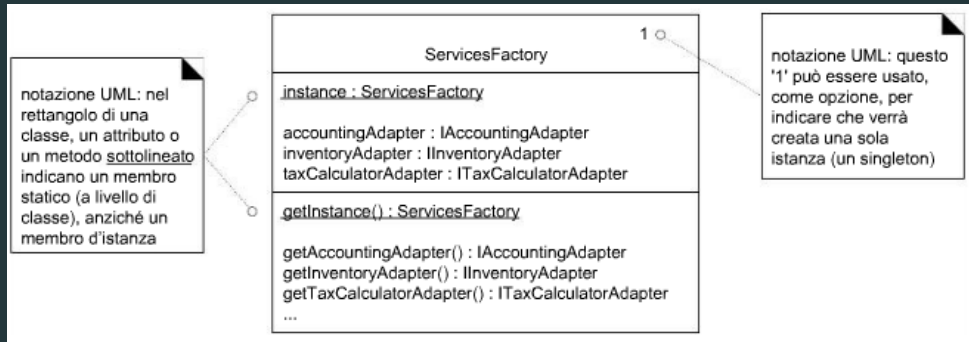 notazione UML: nel
rettangolo di una
classe, un attributo o
un metodo sottolineato
indicano un membro
statico (a livello di
classe), anziché un
membro d'istanza
1
ServicesFactory
instance : ServicesFactory
accountingAdapter : IAccountingAdapter
inventoryAdapter : IInventoryAdapter
taxCalculatorAdapter : ITaxCalculatorAdapter
getInstance() : ServicesFactory
getAccountingAdapter() : IAccountingAdapter
getInventoryAdapter() : IInventoryAdapter
getTaxCalculatorAdapter() : ITaxCalculatorAdapter
...
notazione UML: questo
'1' può essere usato,
come opzione, per
indicare che verrà
creata una sola
istanza (un singleton)